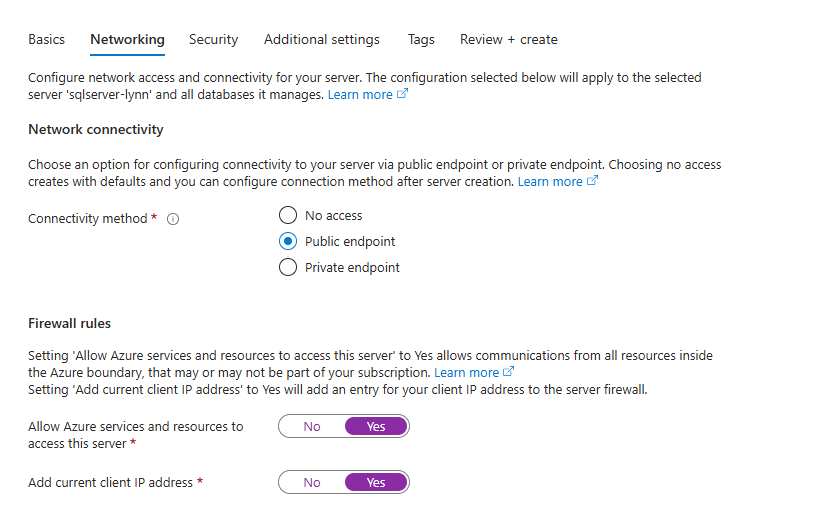 Basics Networking Security Additional settings Tags Review + create
Configure network access and connectivity for your server. The configuration selected below will apply to the selected
server 'sqlserver-lynn' and all databases it manages. Learn more
Network connectivity
Choose an option for configuring connectivity to your server via public endpoint or private endpoint. Choosing no access
creates with defaults and you can configure connection method after server creation. Learn more
Connectivity method *
No access
Public endpoint
Private endpoint
Firewall rules
Setting 'Allow Azure services and resources to access this server' to Yes allows communications from all resources inside
the Azure boundary, that may or may not be part of your subscription. Learn more
Setting 'Add current client IP address' to Yes will add an entry for your client IP address to the server firewall.
Allow Azure services and resources to
access this server *
No Yes
Add current client IP address *
No Yes